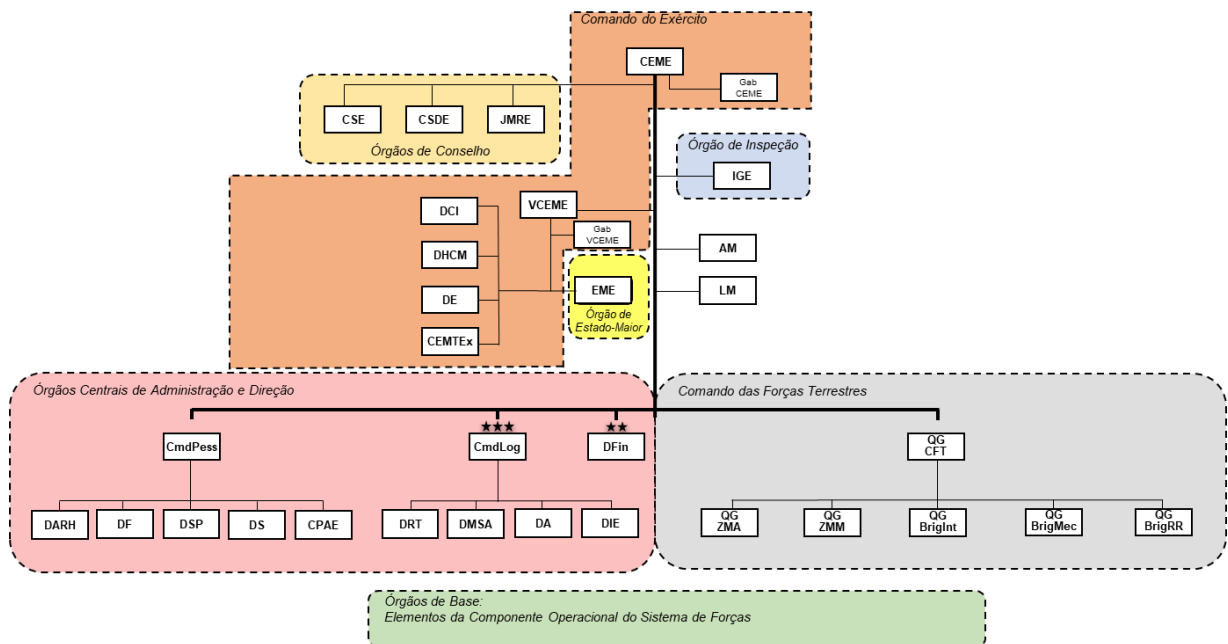 Comando do Exército
CEME
Gab
CEME
CSE
CSDE
JMRE
Órgãos de Conselho
Órgão de Inspeção
IGE
DCI
VCEME
Gab
VCEME
DHCM
AM
DE
EME
LM
Órgão de
Estado-Maior
CEMTEx
Órgãos Centrais de Administração e Direção
Comando das Forças Terrestres
★★★
★★
CmdPess
CmdLog
DFin
QG
CFT
DARH
DF
DSP
DS
CPAE
DRT
DMSA
DA
DIE
QG
ZMA
QG
ZMM
QG
BrigInt
QG
BrigMec
QG
BrigRR
Órgãos de Base:
Elementos da Componente Operacional do Sistema de Forças